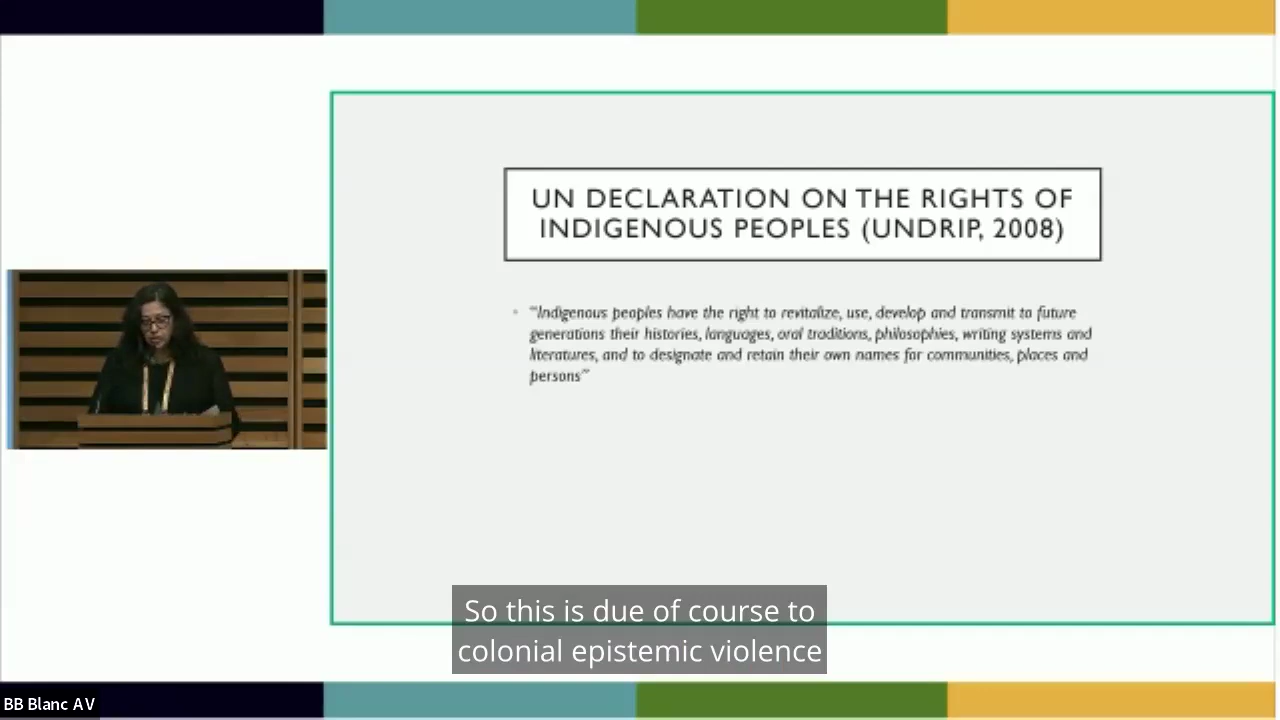 UN DECLARATION ON THE RIGHTS OF
INDIGENOUS PEOPLES (UNDRIP, 2008)
• "Indigenous peoples have the right to revitalize, use, develop and transmit to future
generations their histories, languages, oral traditions, philosophies, writing systems and
literatures, and to designate and retain their own names for communities, places and
persons"
So this is due of course to
colonial epistemic violence
BB Blanc AV